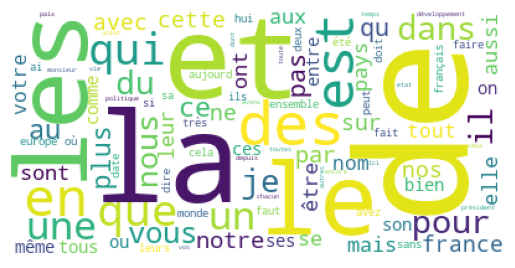 paix
temps
développement
avec
cette
hui
aux
dans
qu
votre
ai
monsieur
vie
qui
et
est
pas
deux
entre
été
doit
faire
aussi
les
du
aujourd
ont
pays
français
on
comme
politique
si
sa
ils
ensemble
peut
etat
au
plus
nous
ce
ne
des
sur
fait
tout
il
europe
où
date
leur
très
cela
ces
depuis
toutes
la
le
de
sont
en
que
dire
je
par
être
nom
nos
bien
elle
une
vous
un
monde
faut
chacun
avez
son
sans
président
pour
même
tous
ou
leurs
vos
notre
ses
se
mais
france